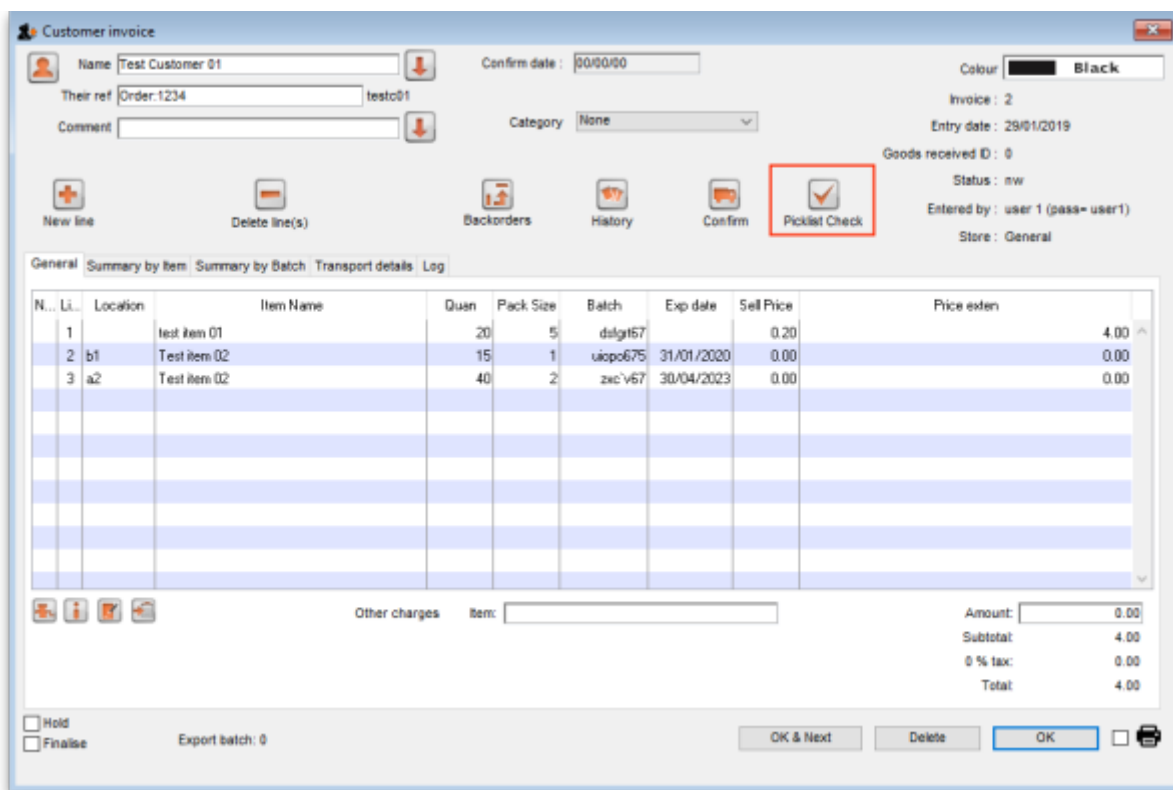 Customer invoice
Name Test Customer 01 Confirm date : 00/00/00 Colour Black
Their ref Order:1234 testc01 Invoice : 2
Comment Category None Entry date : 29/01/2019
Goods received ID : 0
Status : nw
New line Delete line(s) Backorders History Confirm Picklist Check Entered by : user 1 (pass= user1)
Store : General
General Summary by Item Summary by Batch Transport details Log
N... Li... Location Item Name Quan Pack Size Batch Exp date Sell Price Price exten
1 test item 01 20 5 dsfgrt67 0.20 4.00
2 b1 Test item 02 15 1 uiopo675 31/01/2020 0.00 0.00
3 a2 Test item 02 40 2 zxc`v67 30/04/2023 0.00 0.00
Other charges Item: Amount: 0.00
Subtotal: 4.00
0 % tax: 0.00
Total: 4.00
Hold
Finalise Export batch: 0 OK & Next Delete OK